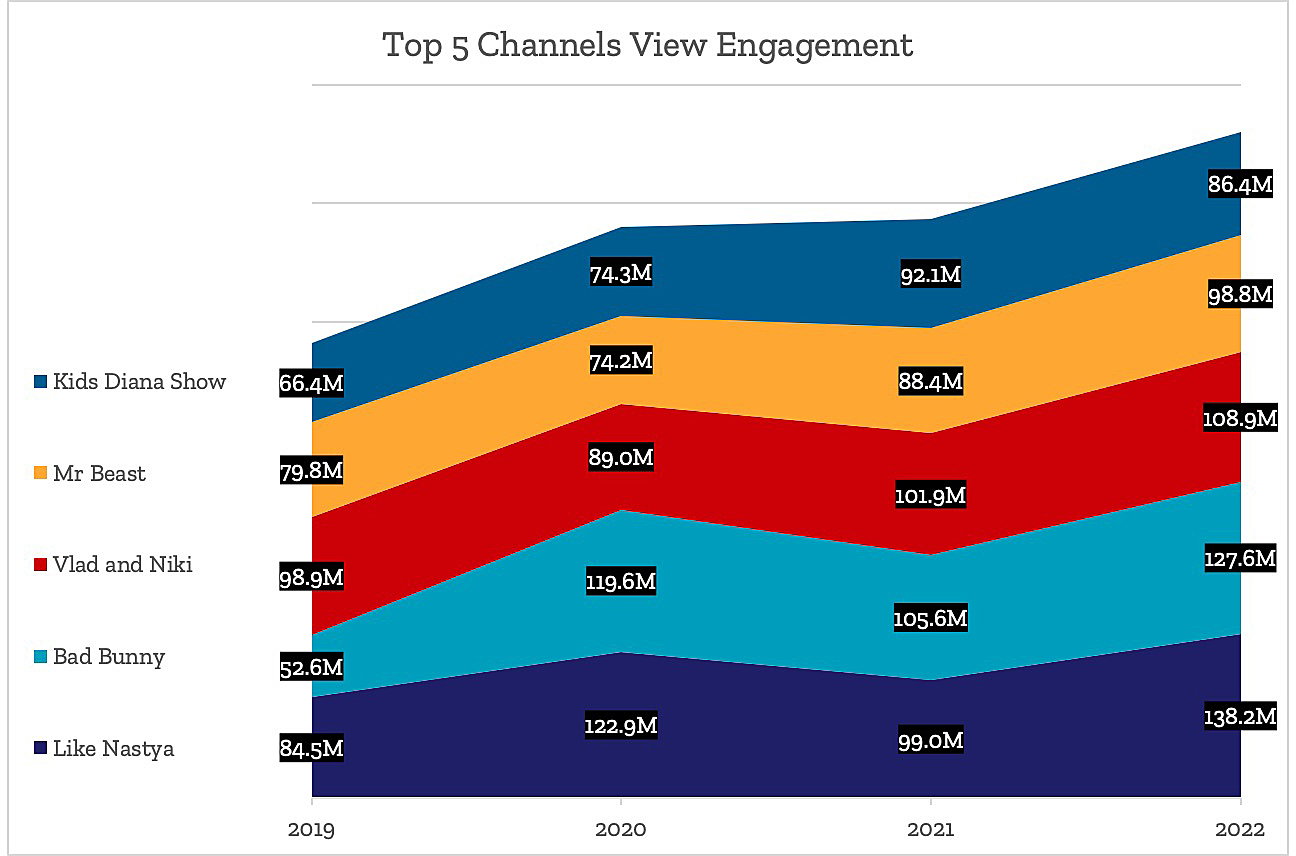 Top 5 Channels View Engagement
86.4M
74.3M
92.1M
98.8M
Kids Diana Show
66.4M
74.2M
88.4M
108.9M
Mr Beast
79.8M
89.0M
101.9M
Vlad and Niki
98.9M
119.6M
105.6M
127.6M
Bad Bunny
52.6M
122.9M
99.0M
138.2M
Like Nastya
84.5M
2019
2020
2021
2022